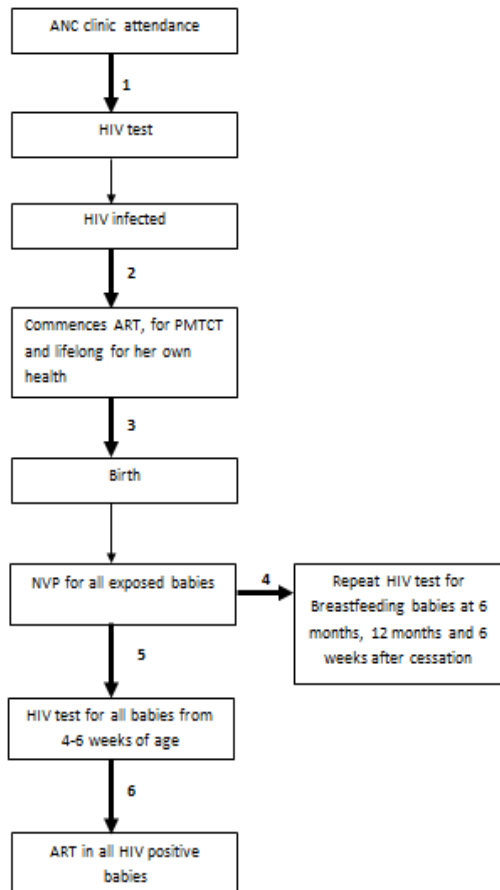 ANC clinic attendance
1
HIV test
HIV infected
2
Commences ART, for PMTCT
and lifelong for her own
health
3
Birth
NVP for all exposed babies
4
Repeat HIV test for
Breastfeeding babies at 6
months, 12 months and 6
weeks after cessation
5
HIV test for all babies from
4-6 weeks of age
6
ART in all HIV positive
babies